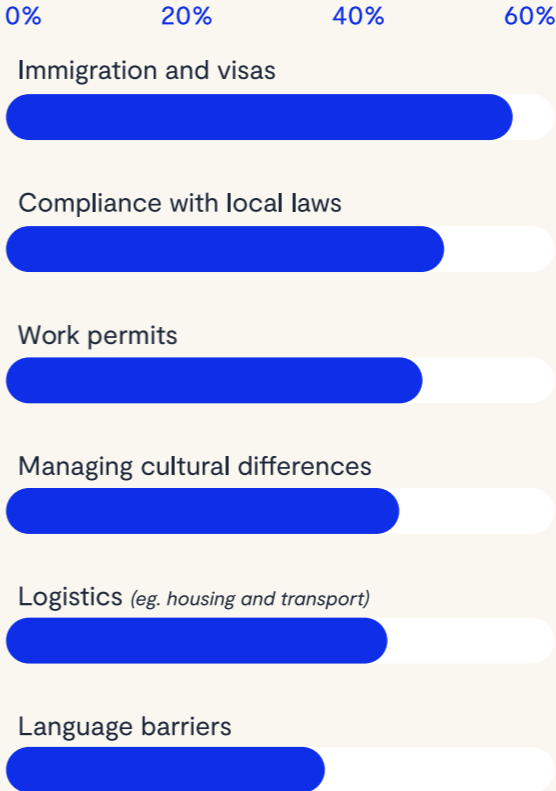 0% 20% 40% 60%
Immigration and visas
Compliance with local laws
Work permits
Managing cultural differences
Logistics (eg. housing and transport)
Language barriers